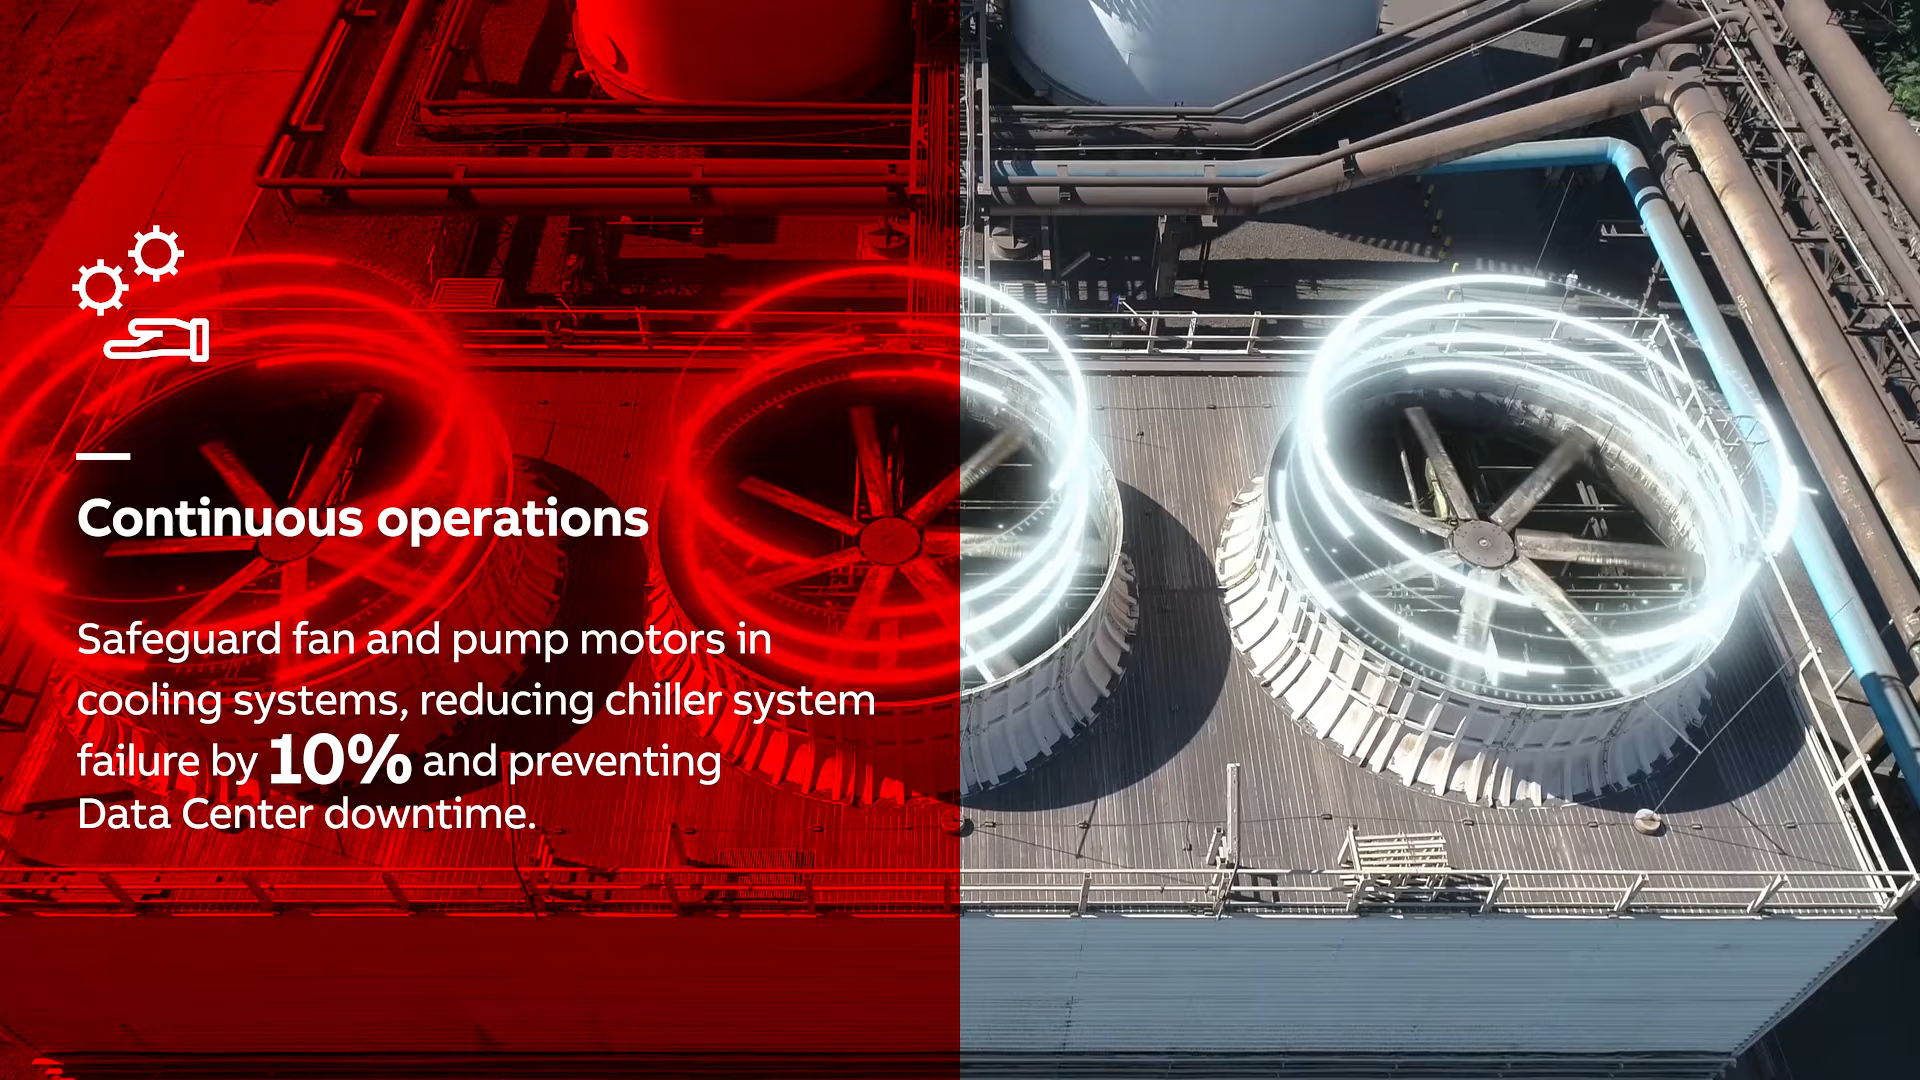 Continuous operations
Safeguard fan and pump motors in
cooling systems, reducing chiller system
failure by 10% and preventing
Data Center downtime.